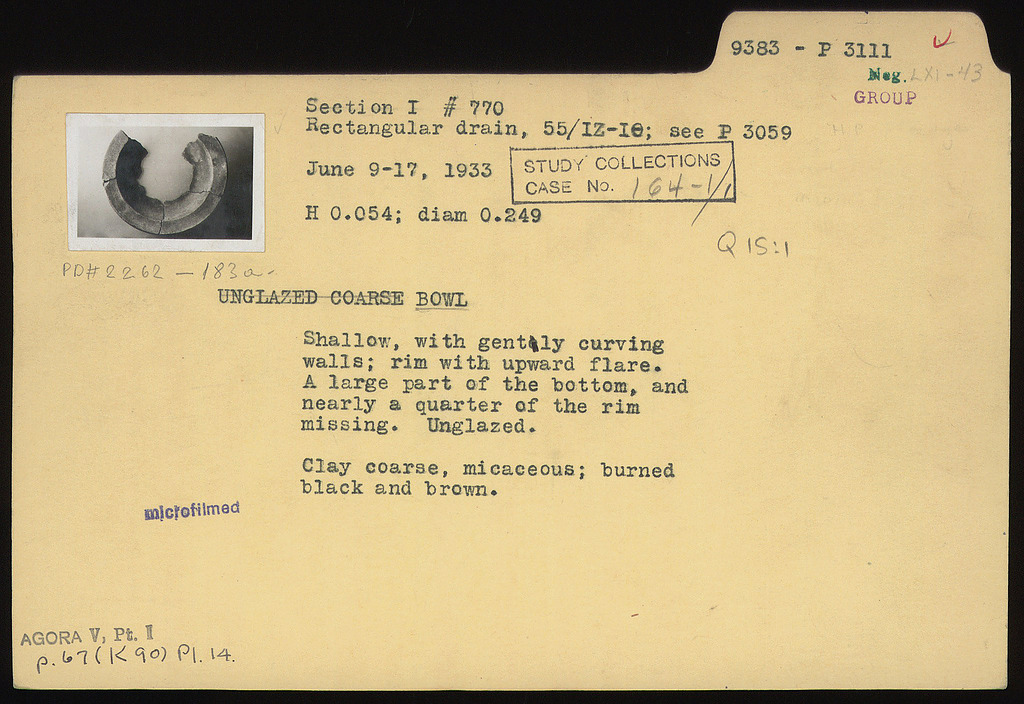 9383 - P 3111
Neg. LXI-43
GROUP
Section I # 770
Rectangular drain, 55/IZ-IΘ; see P 3059
June 9-17, 1933
STUDY COLLECTIONS
CASE No. 164-1/1
H 0.054; diam 0.249
Q 15:1
PD# 2262 - 183a.
UNGLAZED COARSE BOWL
Shallow, with gently curving
walls; rim with upward flare.
A large part of the bottom, and
nearly a quarter of the rim
missing. Unglazed.
Clay coarse, micaceous; burned
black and brown.
microfilmed
AGORA V, Pt. I
p. 67 (K 90) Pl. 14.